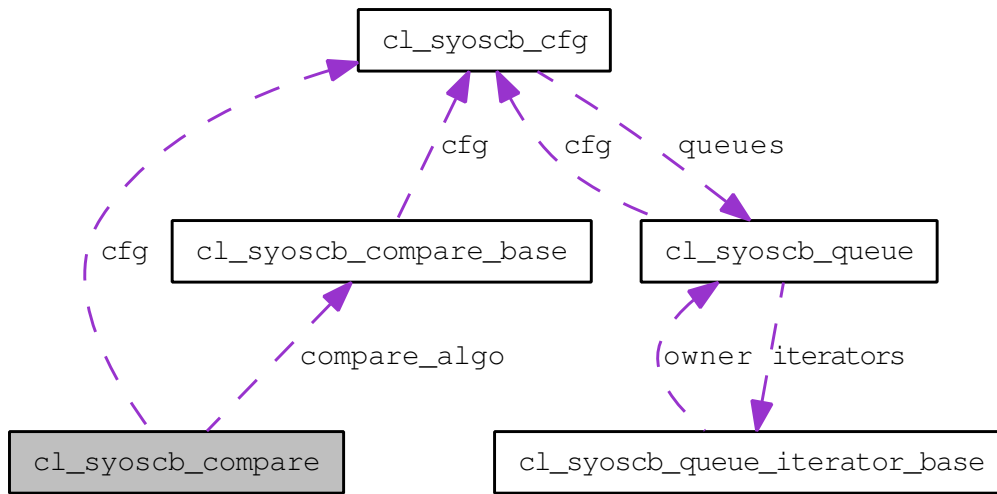 cl_syoscb_cfg
cfg
cfg
queues
cfg
cl_syoscb_compare_base
cl_syoscb_queue
compare_algo
owner
iterators
cl_syoscb_compare
cl_syoscb_queue_iterator_base